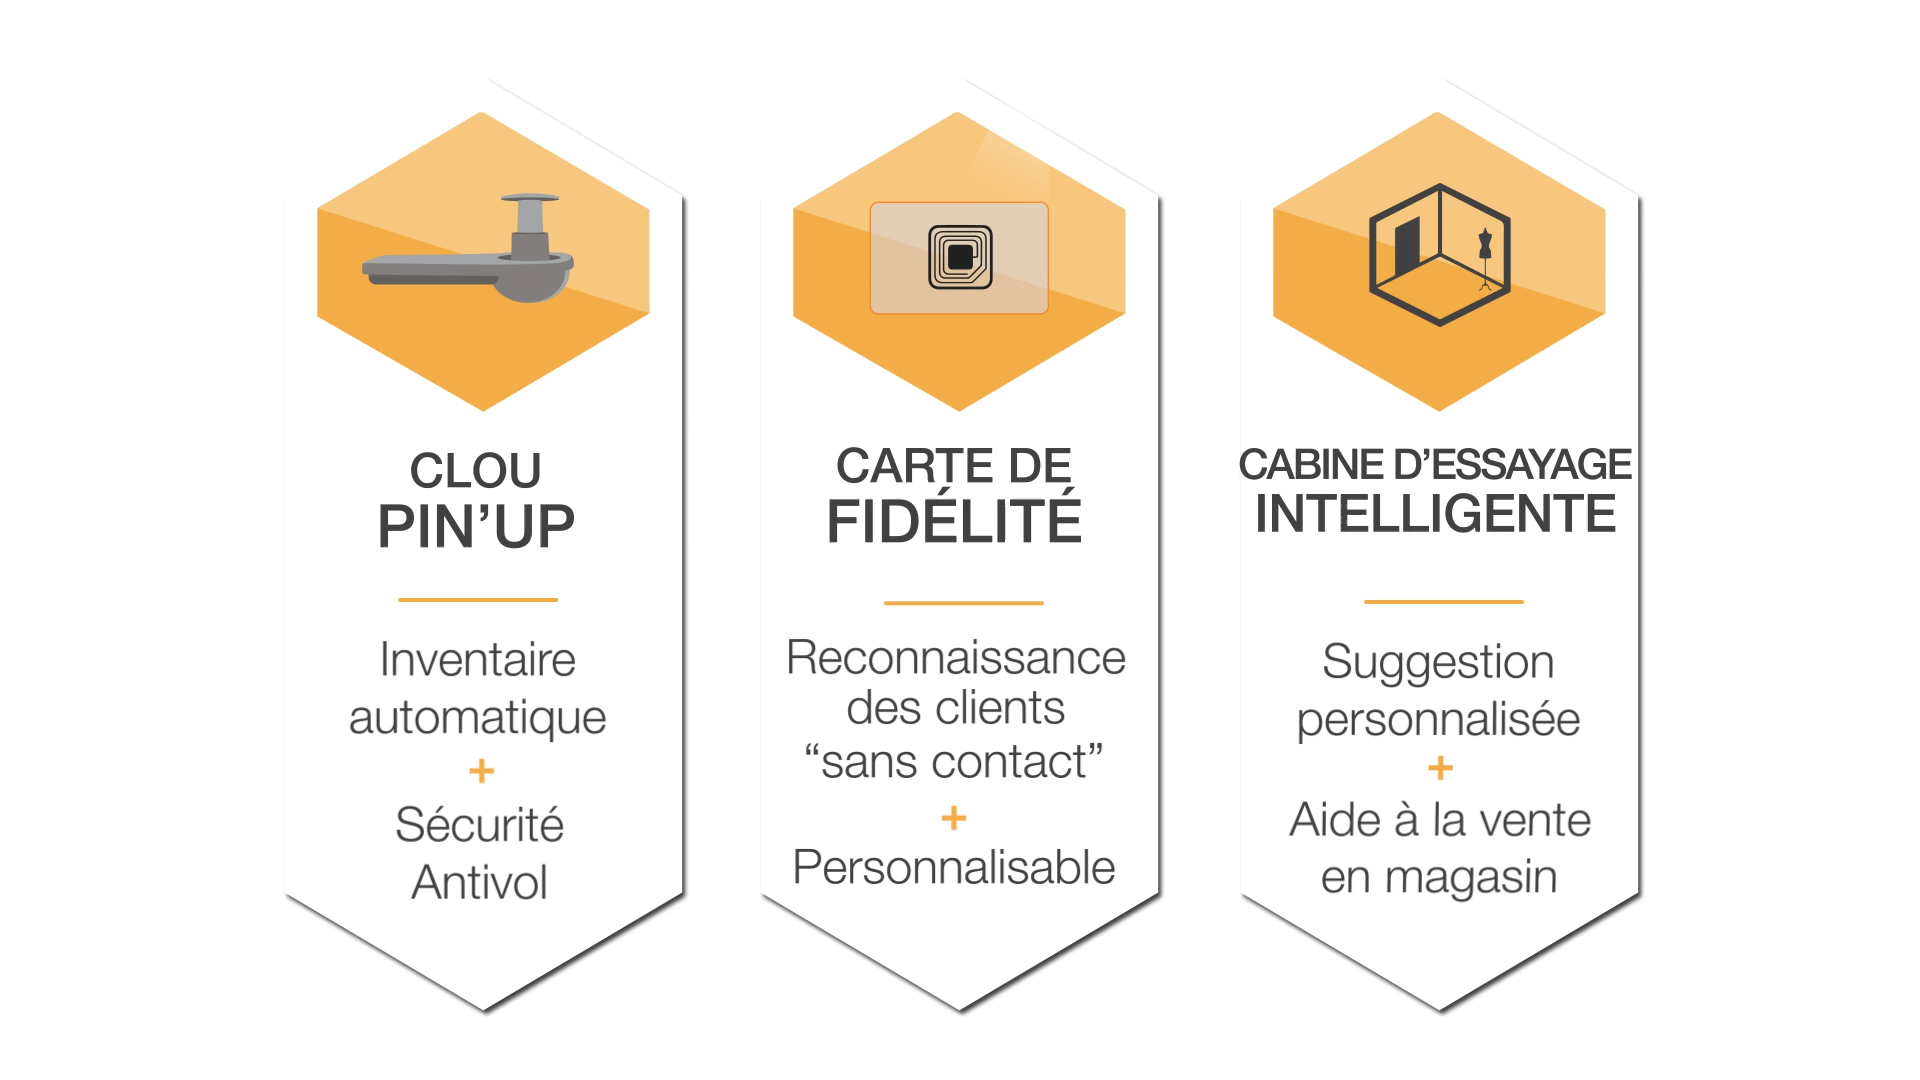 CLOU
PIN’UP
Inventaire
automatique
+
Sécurité
Antivol
CARTE DE
FIDÉLITÉ
Reconnaissance
des clients
“sans contact”
+
Personnalisable
CABINE D’ESSAYAGE
INTELLIGENTE
Suggestion
personnalisée
+
Aide à la vente
en magasin